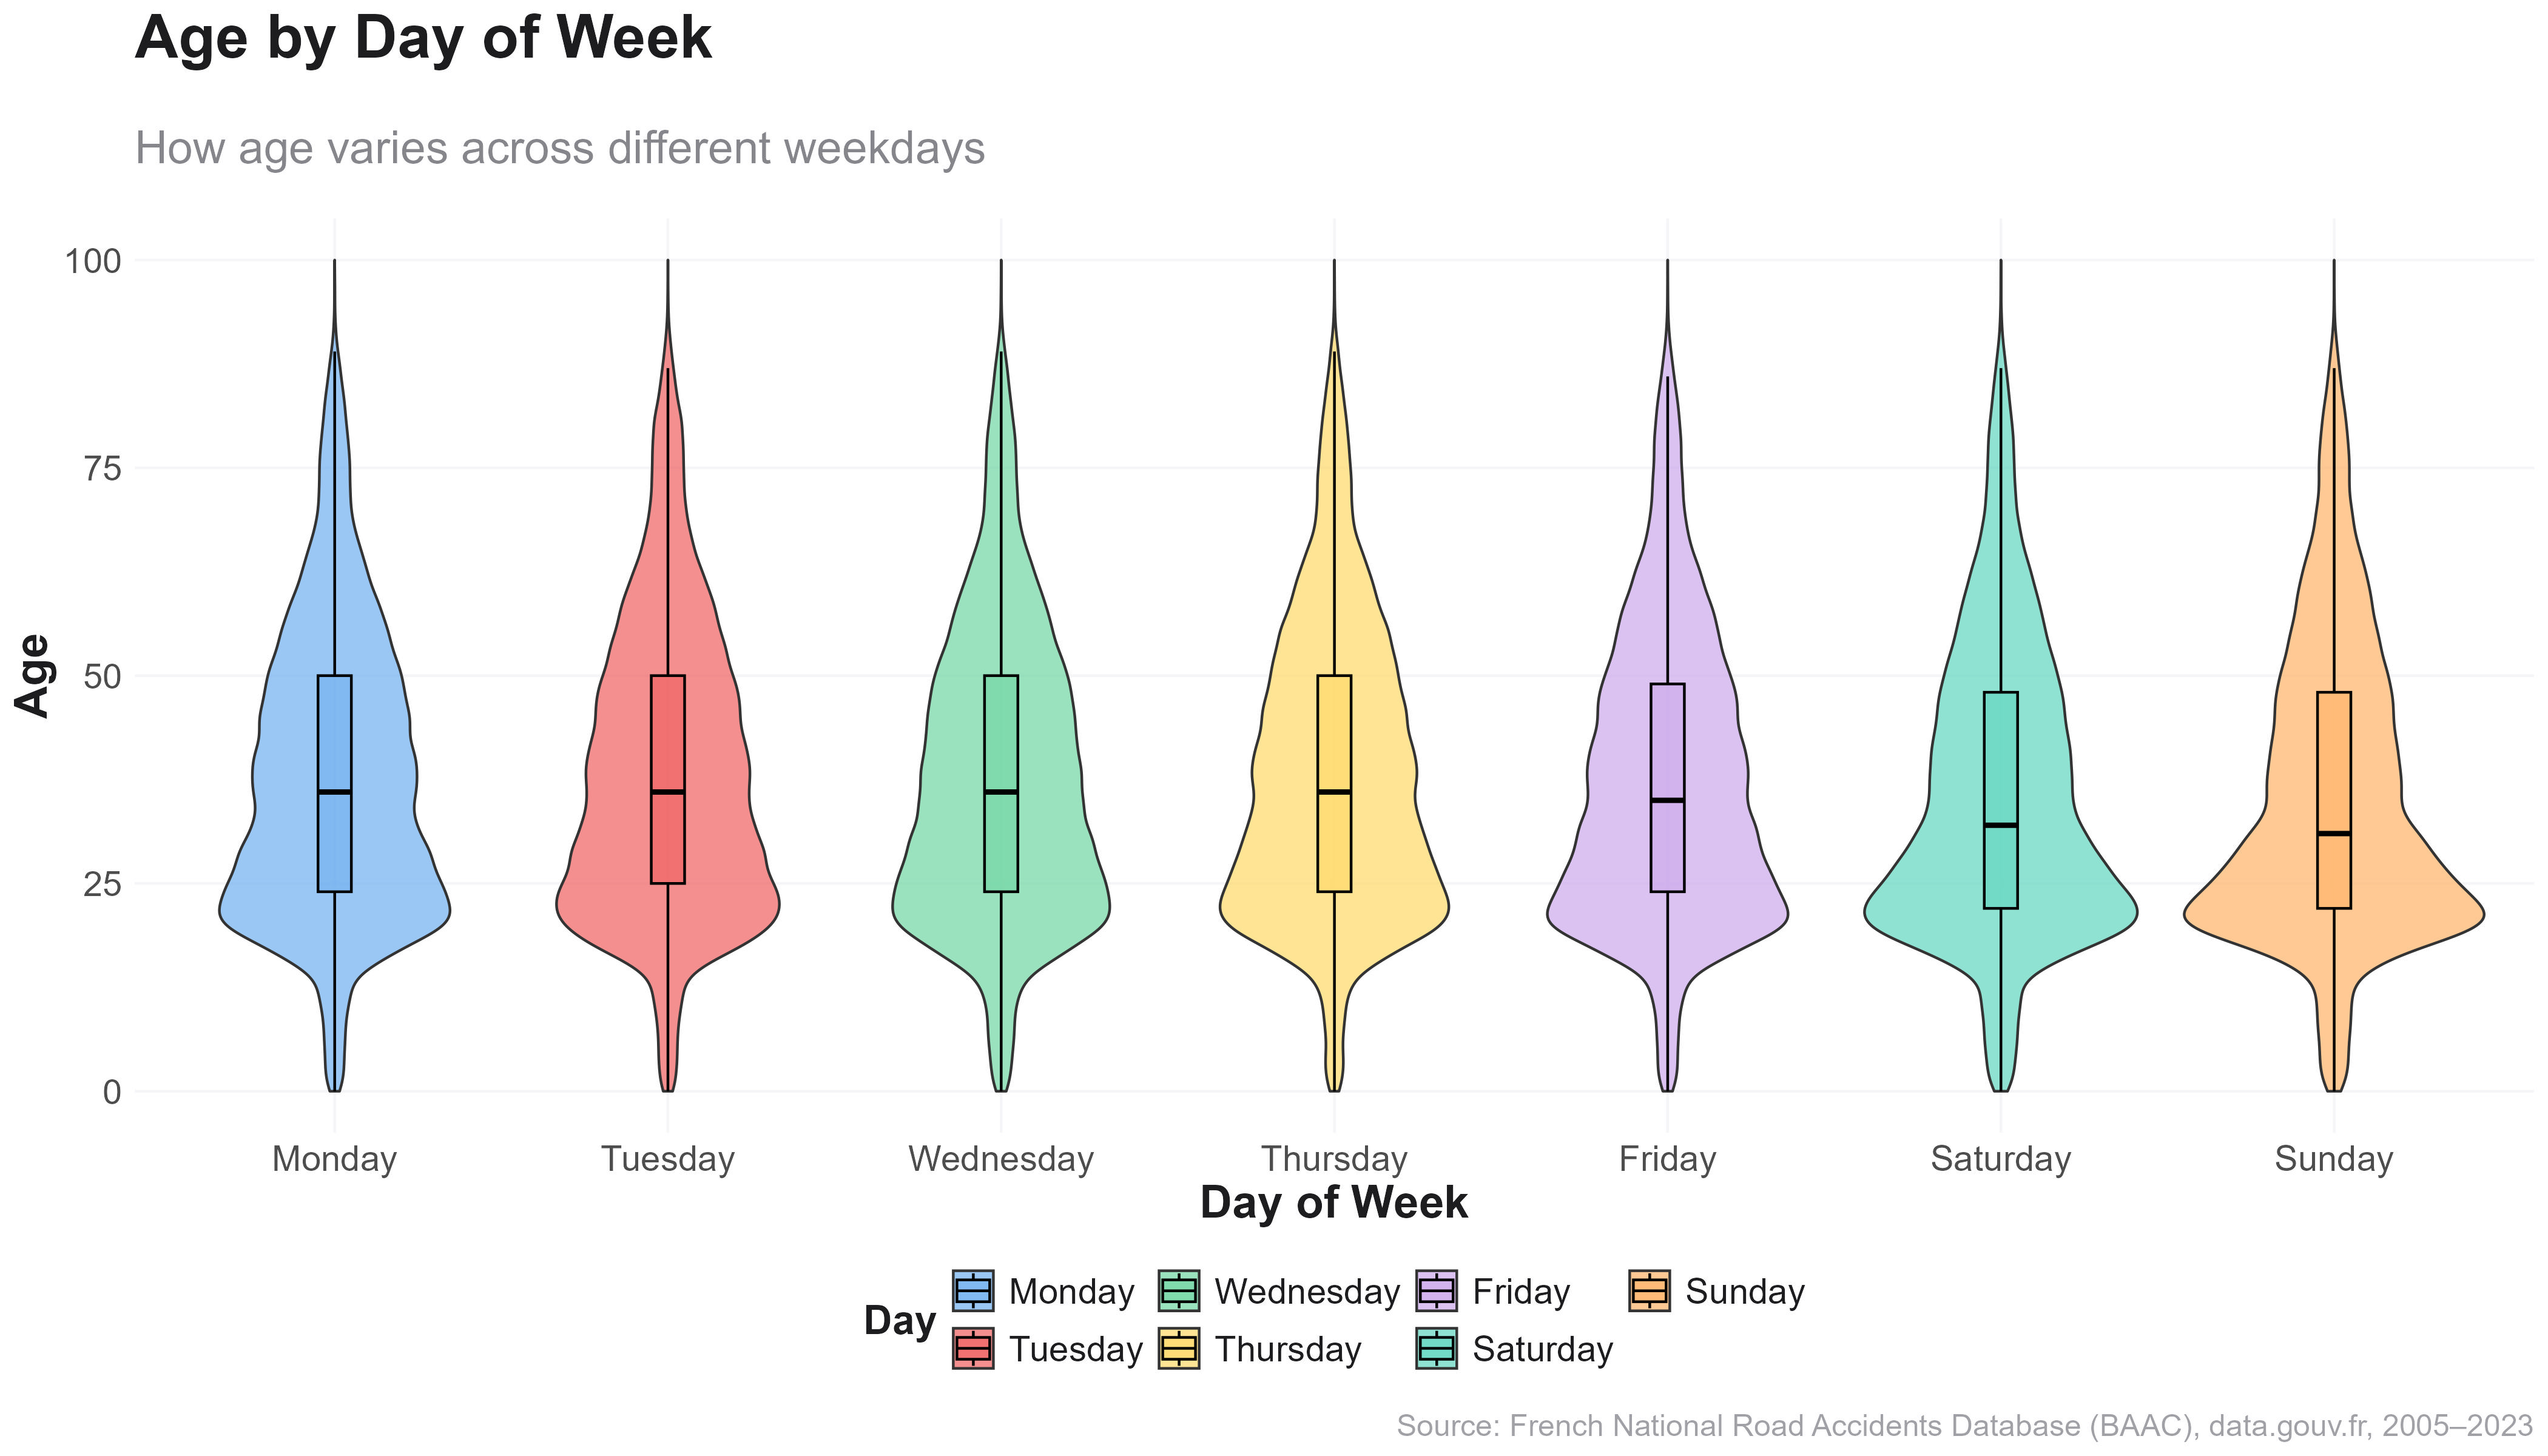 Age by Day of Week
How age varies across different weekdays
Age
100
75
50
25
0
Monday Tuesday Wednesday Thursday Friday Saturday Sunday
Day of Week
Day
Monday Wednesday Friday Sunday
Tuesday Thursday Saturday
Source: French National Road Accidents Database (BAAC), data.gouv.fr, 2005–2023